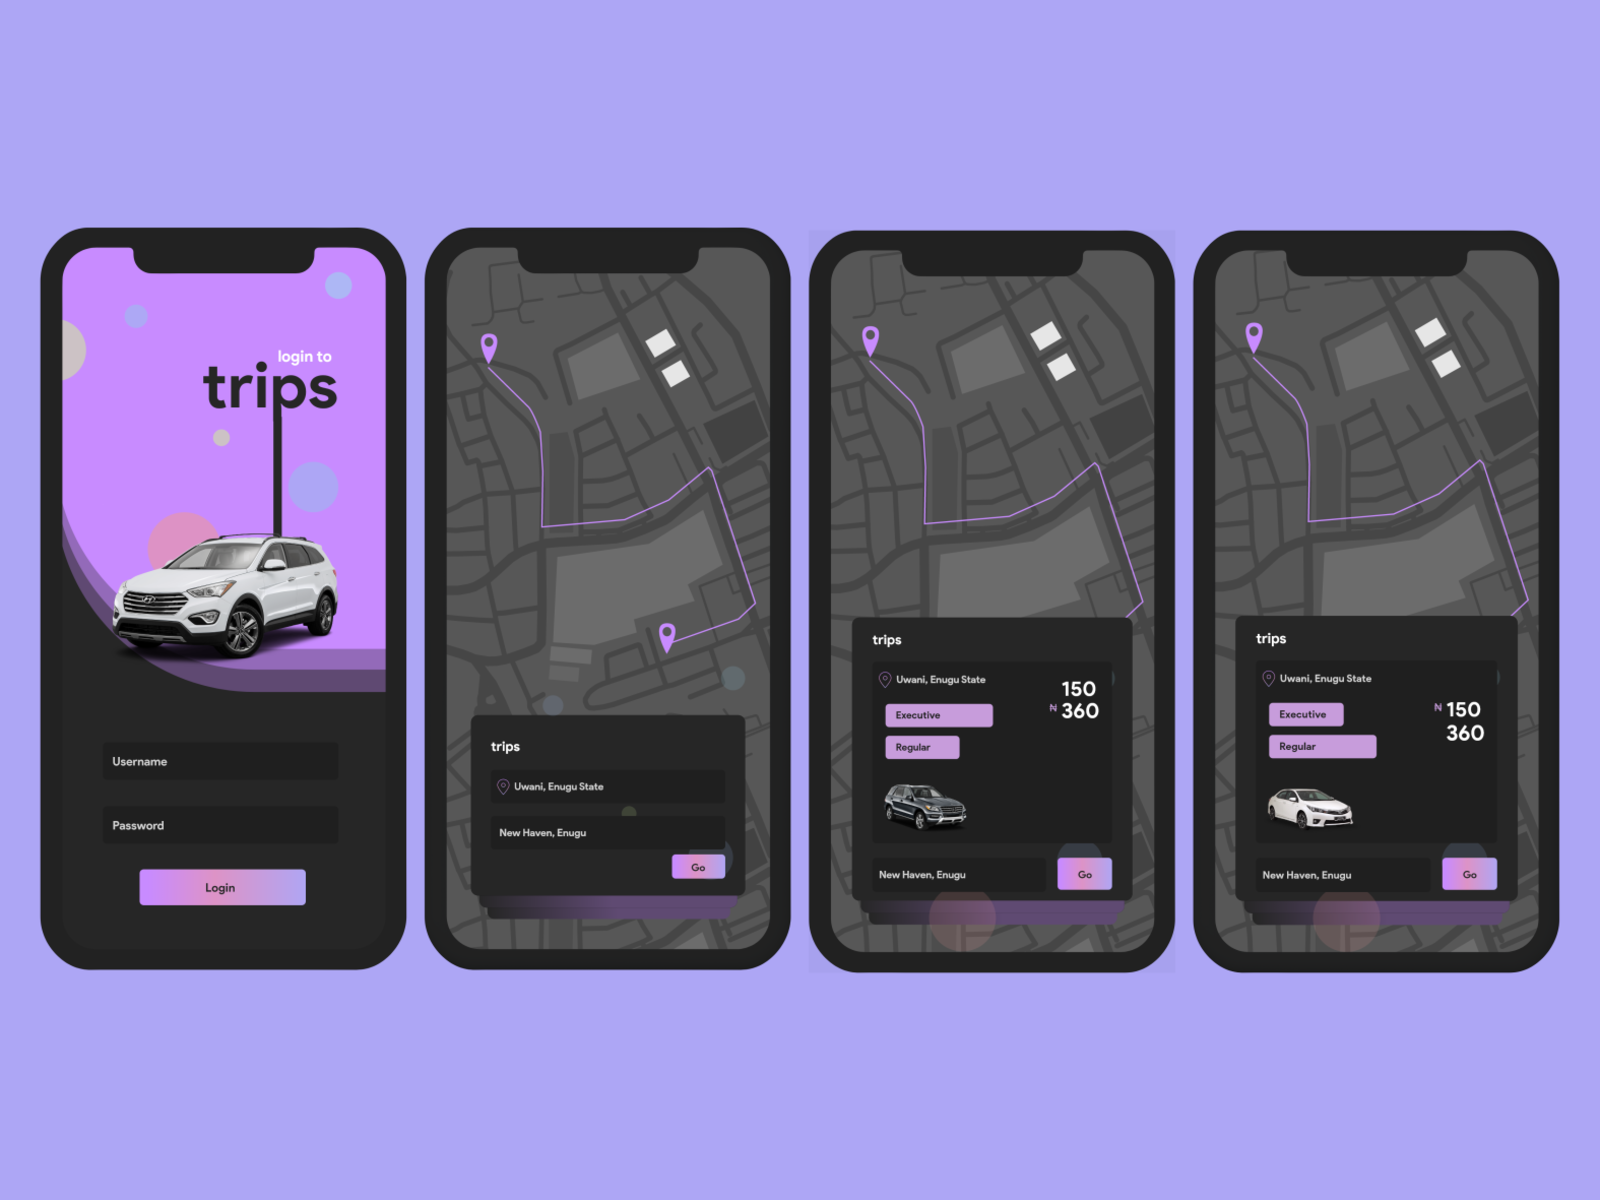 login to
trips
Username
Password
Login
trips
Uwani, Enugu State
New Haven, Enugu
Go
trips
Uwani, Enugu State
150
Executive
₦ 360
Regular
New Haven, Enugu
Go
trips
Uwani, Enugu State
Executive
₦ 150
360
Regular
New Haven, Enugu
Go